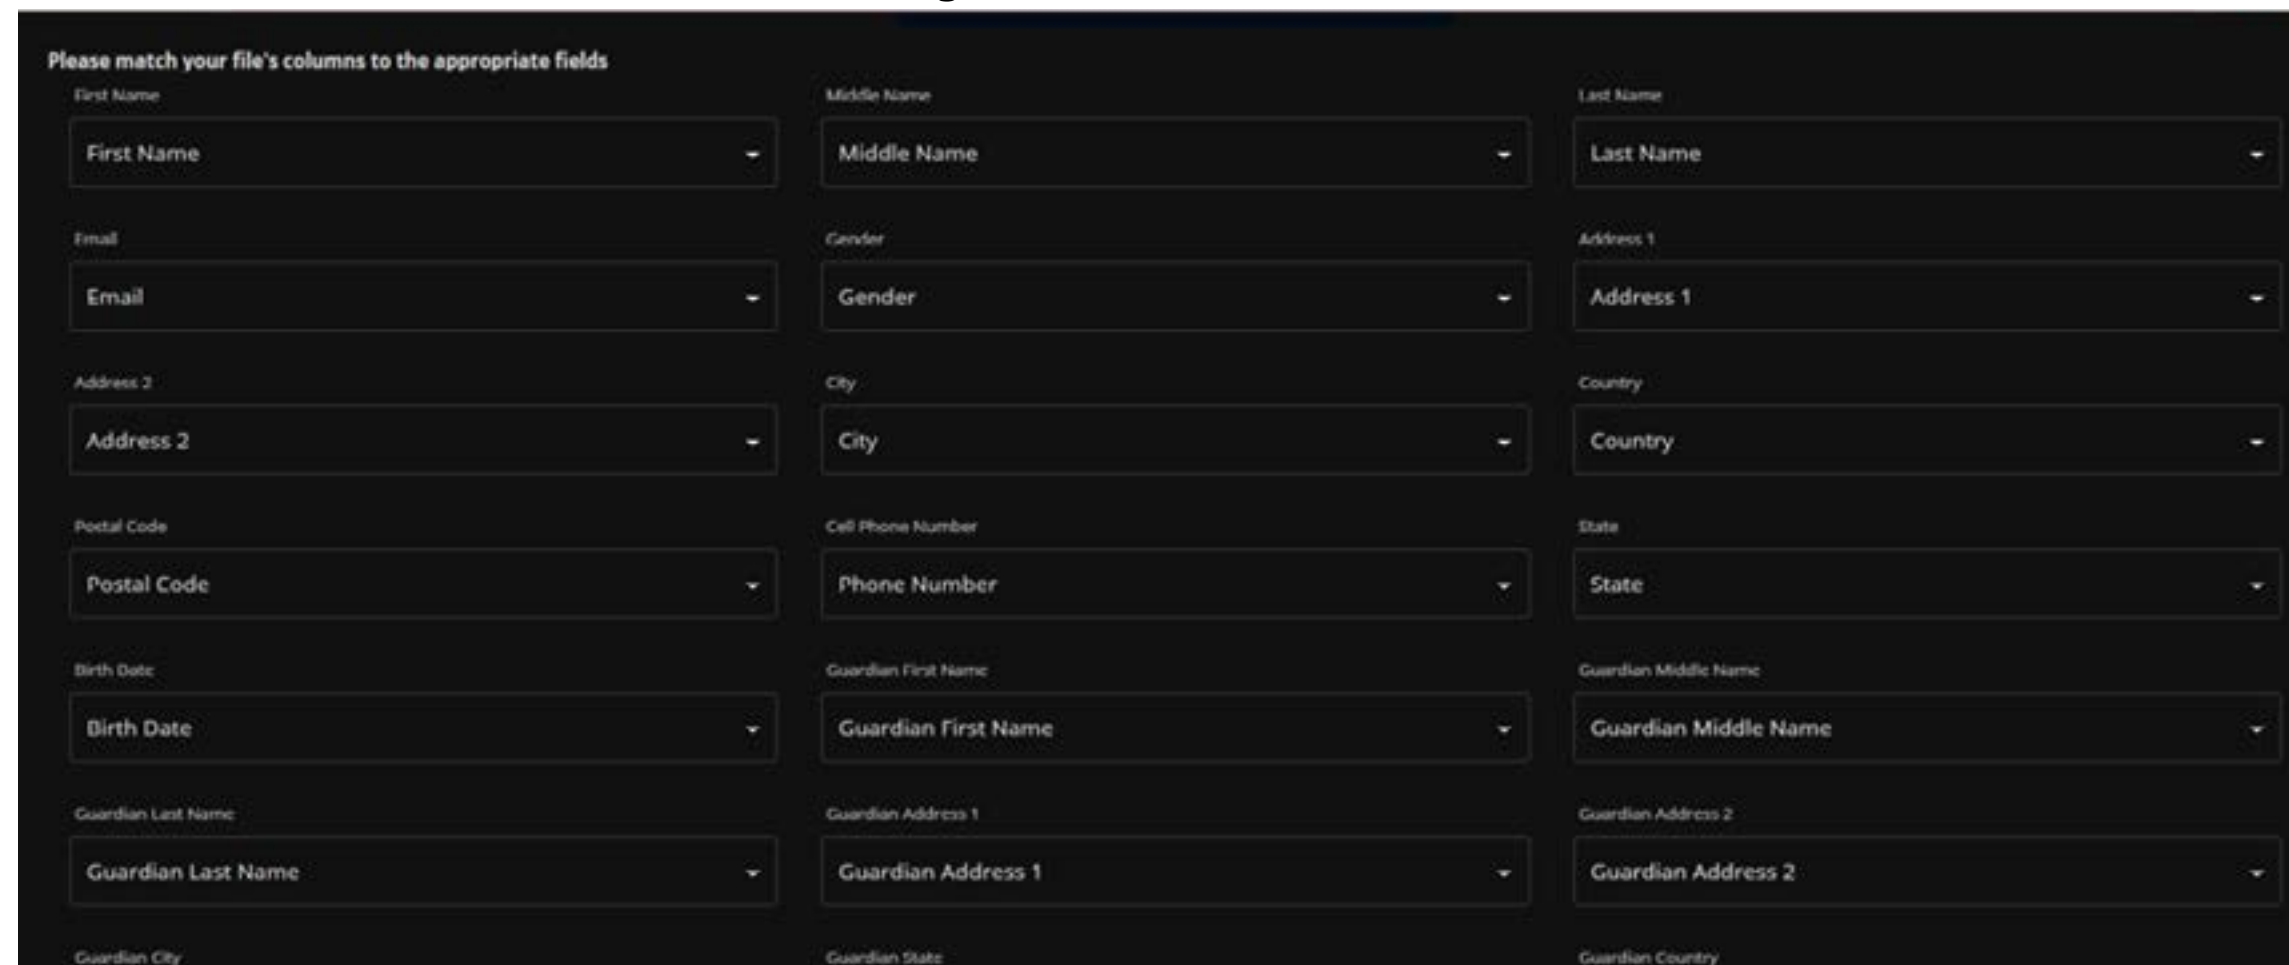 Please match your file's columns to the appropriate fields
First Name Middle Name Last Name
First Name Middle Name Last Name
Email Gender Address 1
Email Gender Address 1
Address 2 City Country
Address 2 City Country
Postal Code Cell Phone Number State
Postal Code Phone Number State
Birth Date Guardian First Name Guardian Middle Name
Birth Date Guardian First Name Guardian Middle Name
Guardian Last Name Guardian Address 1 Guardian Address 2
Guardian Last Name Guardian Address 1 Guardian Address 2
Guardian City Guardian State Guardian Country